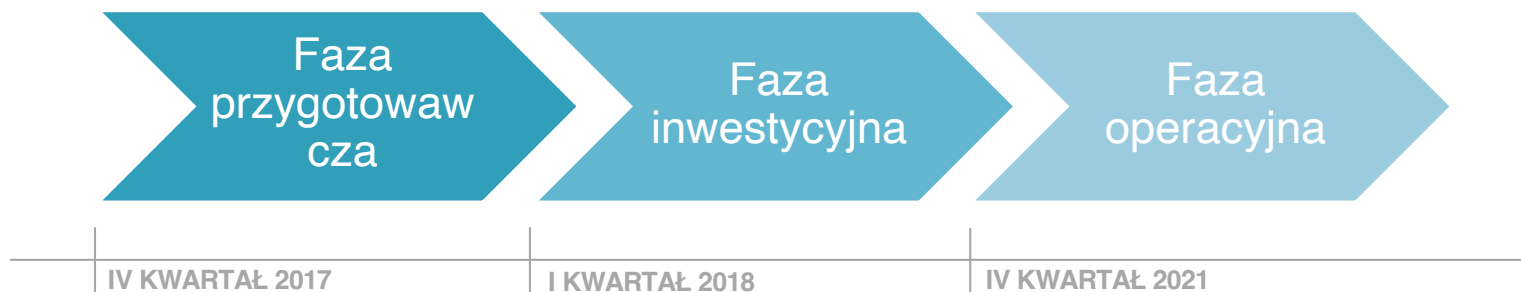 Faza
przygotowaw
cza
Faza
inwestycyjna
Faza
operacyjna
IV KWARTAŁ 2017
I KWARTAŁ 2018
IV KWARTAŁ 2021